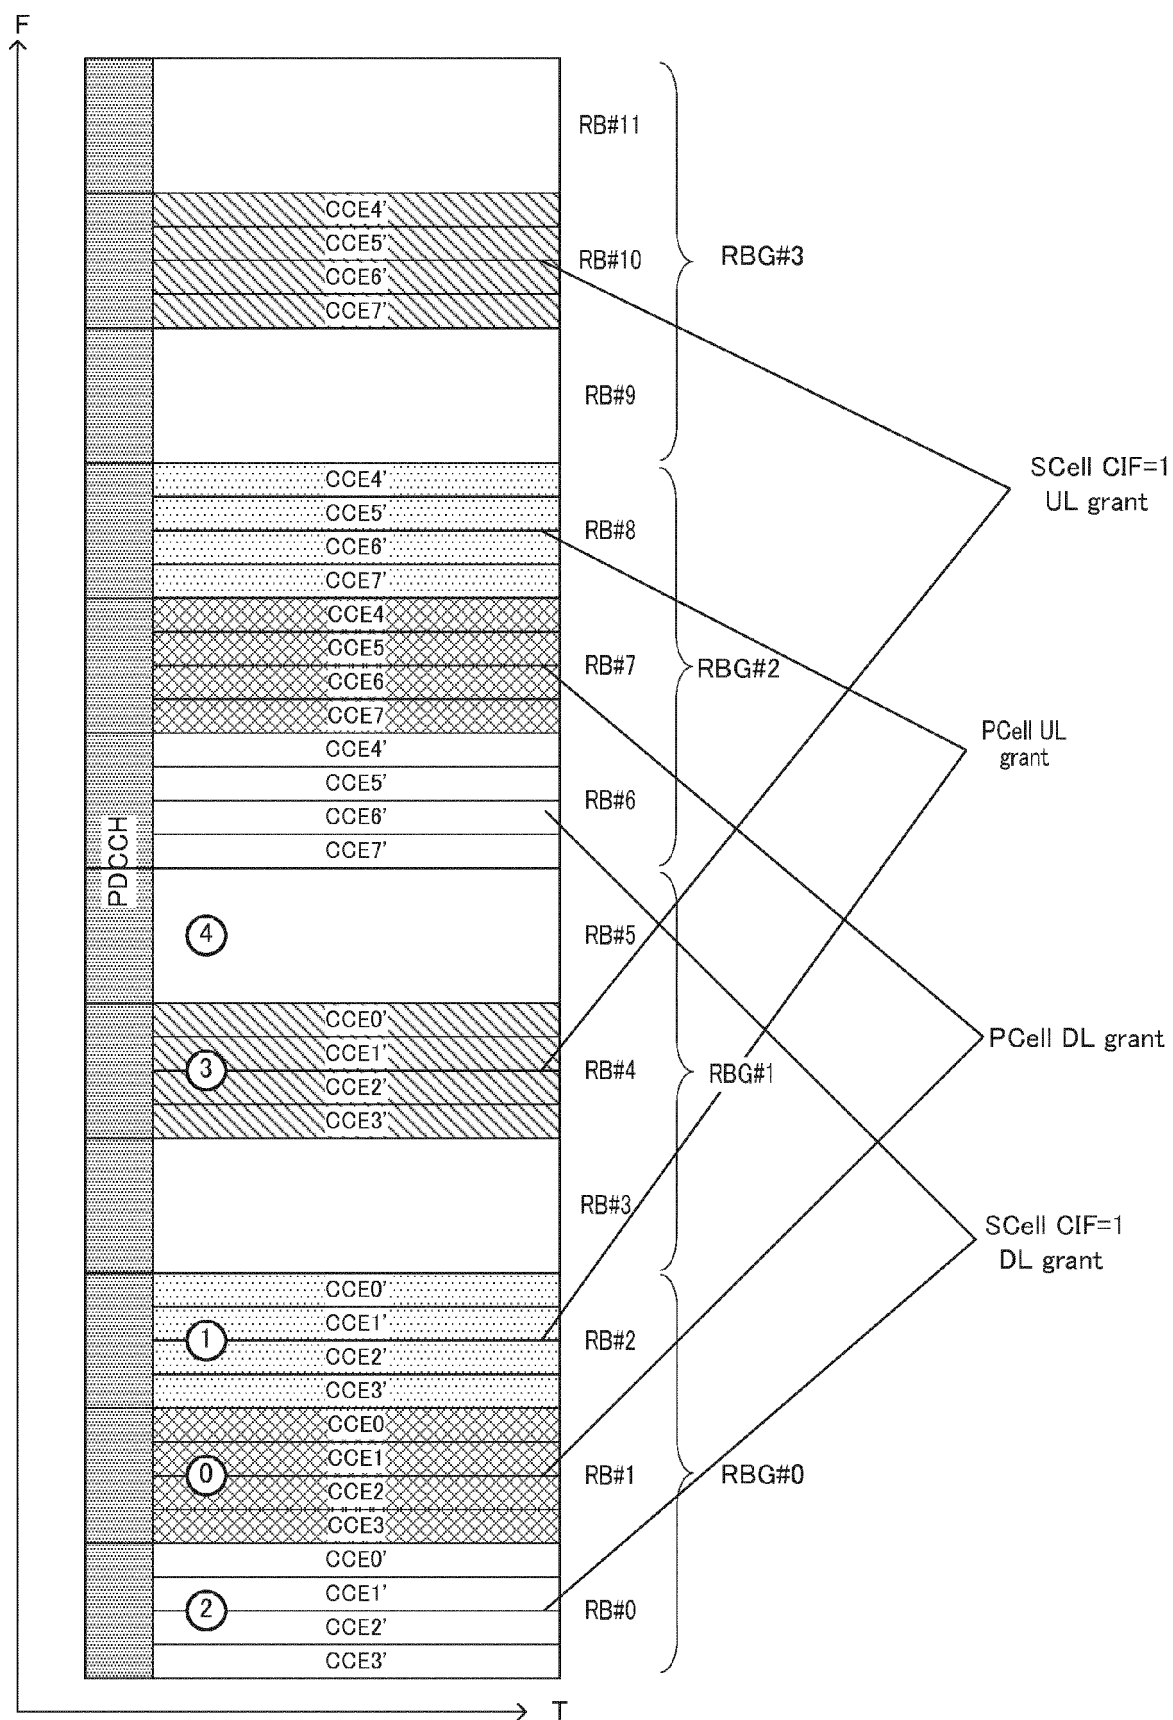 F
RB#11
CCE4'
CCE5'
RB#10
RBG#3
CCE6'
CCE7'
RB#9
SCell CIF=1
UL grant
CCE4'
CCE5'
RB#8
CCE6'
CCE7'
CCE4
CCE5
RB#7
RBG#2
CCE6
CCE7
PCell UL
grant
CCE4'
CCE5'
RB#6
CCE6'
CCE7'
PDCCH
4
RB#5
PCell DL grant
CCE0'
CCE1'
3
RB#4
RBG#1
CCE2'
CCE3'
RB#3
SCell CIF=1
DL grant
CCE0'
CCE1'
1
RB#2
CCE2'
CCE3'
CCE0
CCE1
0
RB#1
RBG#0
CCE2
CCE3
CCE0'
CCE1'
2
RB#0
CCE2'
CCE3'
T